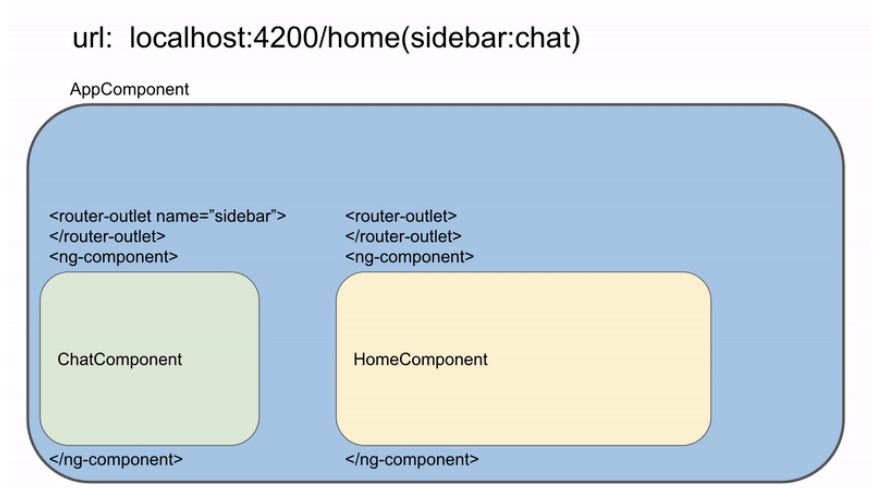 url:  localhost:4200/home(sidebar:chat)
AppComponent
<router-outlet name=”sidebar”>
</router-outlet>
<ng-component>
ChatComponent
</ng-component>
<router-outlet>
</router-outlet>
<ng-component>
HomeComponent
</ng-component>